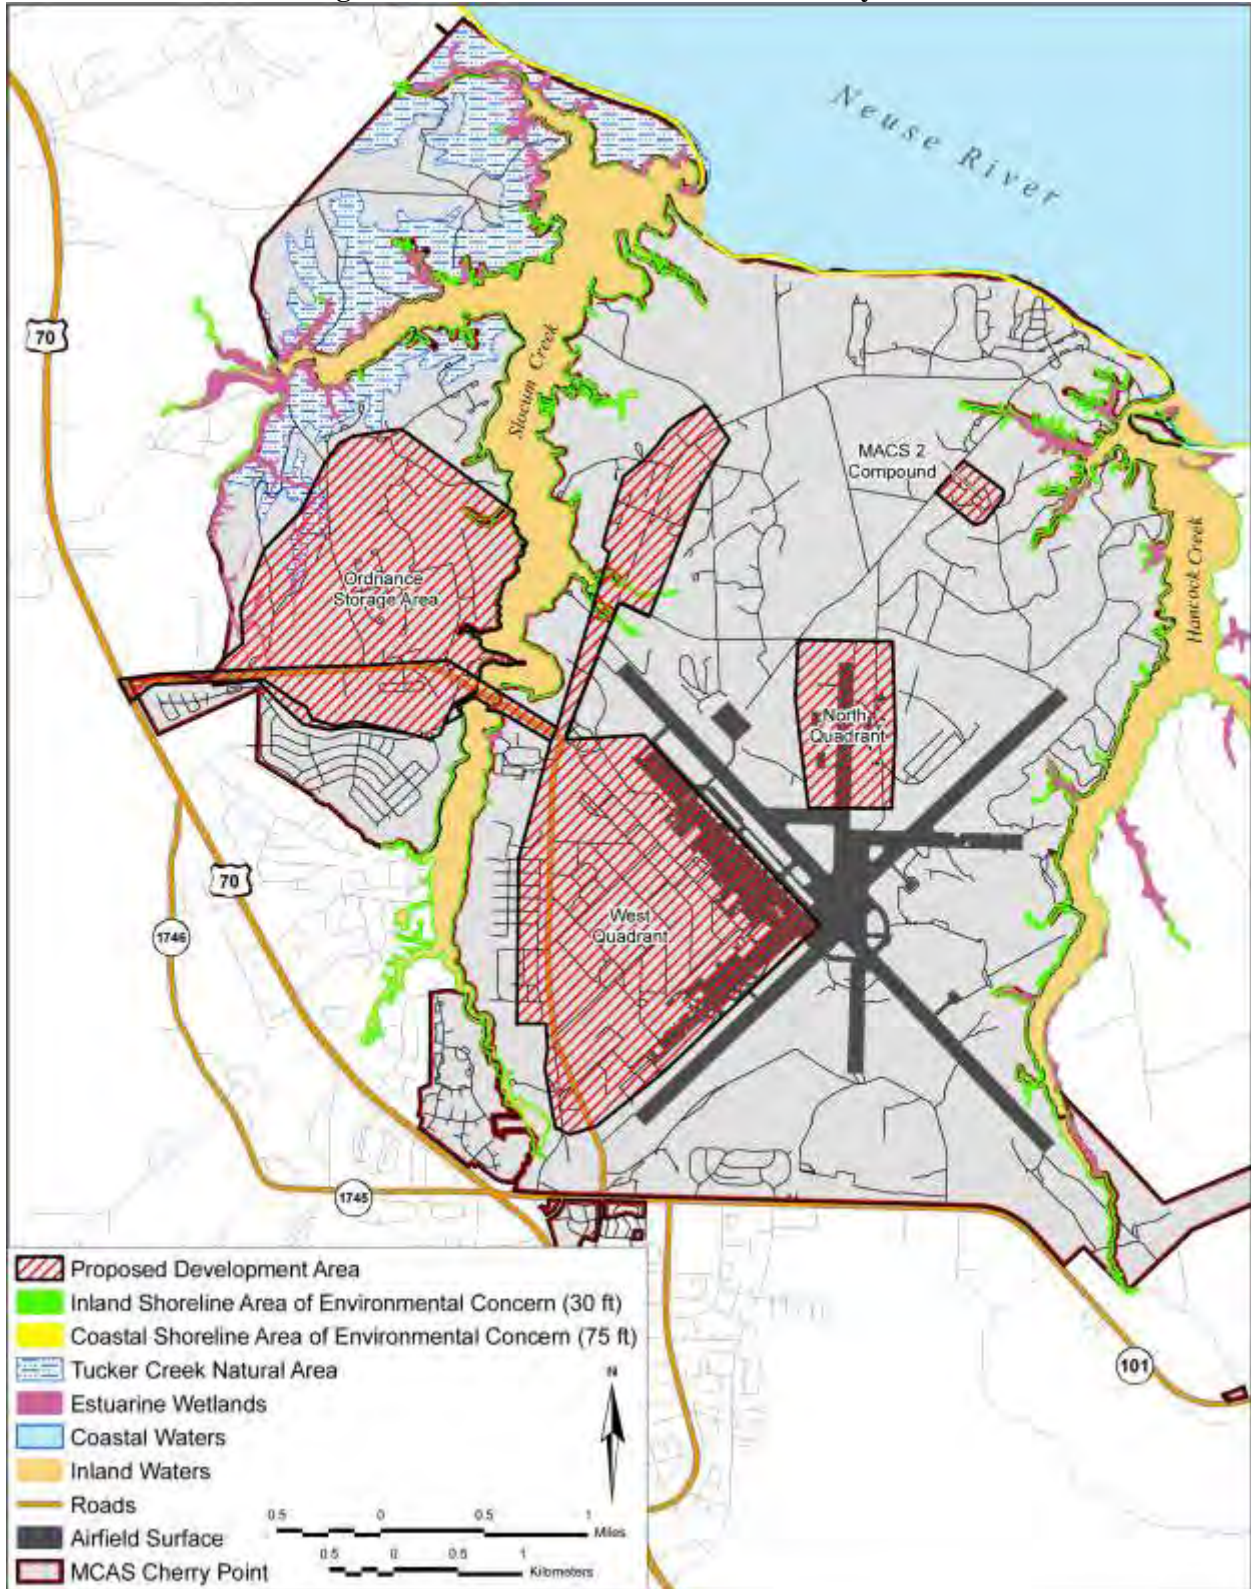 Neuse River
70
Slocum Creek
MACS 2
Compound
Hancock Creek
Ordnance
Storage Area
North
Quadrant
70
West
Quadrant
1746
1745
101
Proposed Development Area
Inland Shoreline Area of Environmental Concern (30 ft)
Coastal Shoreline Area of Environmental Concern (75 ft)
Tucker Creek Natural Area
Estuarine Wetlands
Coastal Waters
Inland Waters
Roads
Airfield Surface
MCAS Cherry Point
N
0.5 0 0.5 1
Miles
0.5 0 0.5 1
Kilometers